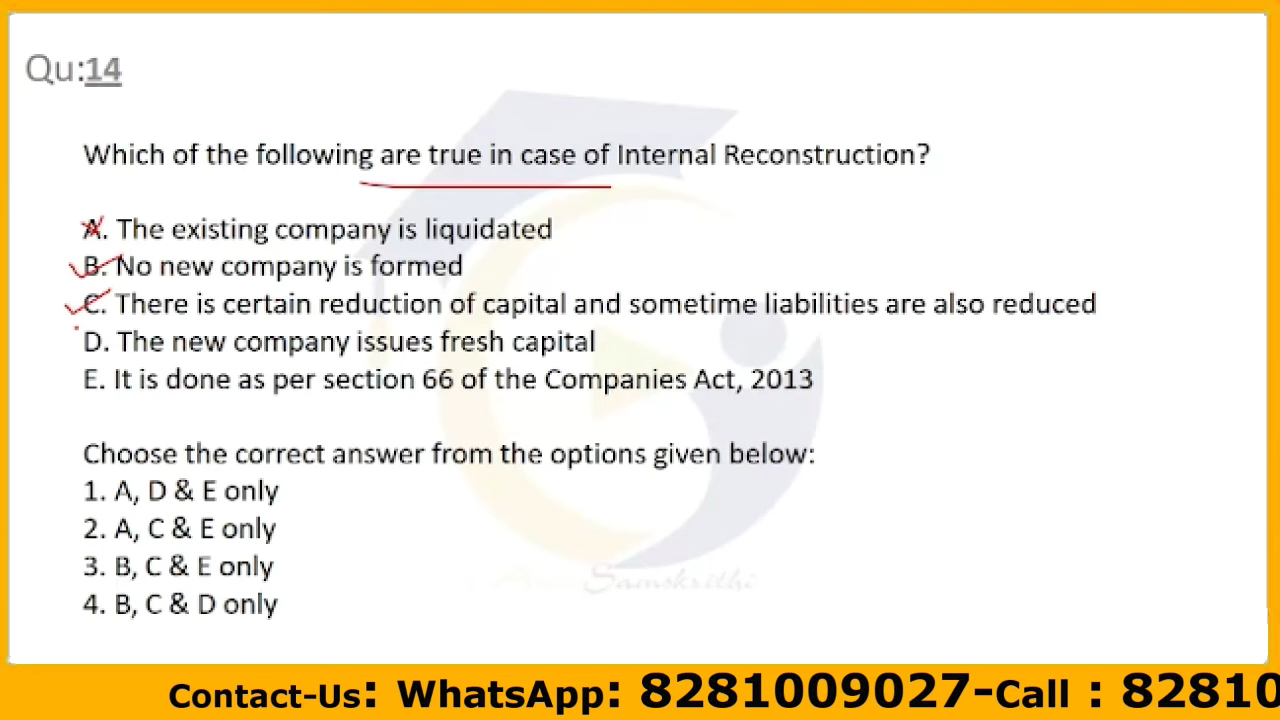 Qu:14
Which of the following are true in case of Internal Reconstruction?
A. The existing company is liquidated
B. No new company is formed
C. There is certain reduction of capital and sometime liabilities are also reduced
D. The new company issues fresh capital
E. It is done as per section 66 of the Companies Act, 2013
Choose the correct answer from the options given below:
1. A, D & E only
2. A, C & E only
3. B, C & E only
4. B, C & D only
Samskrithi
Contact-Us: WhatsApp: 8281009027-Call : 82810